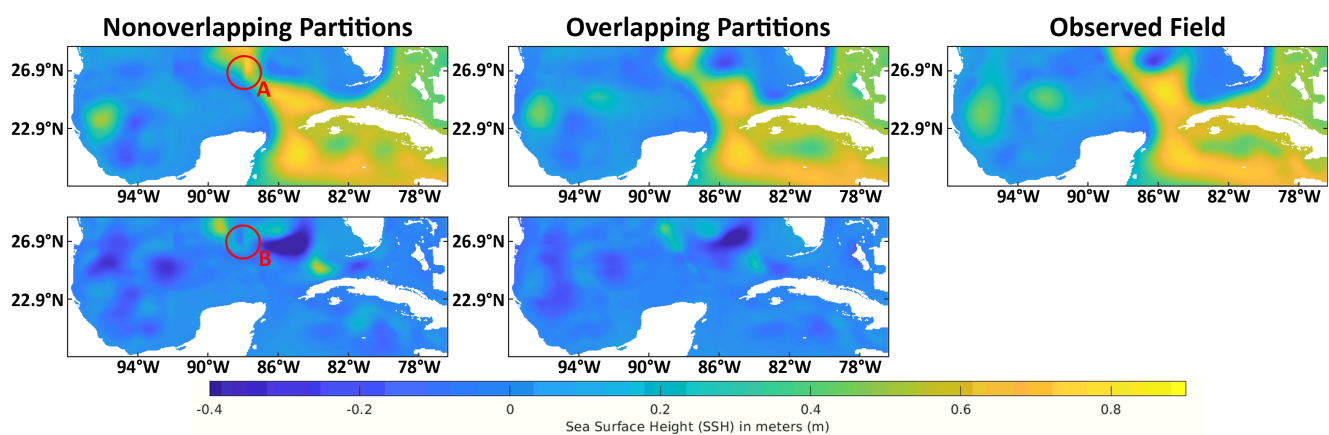 Nonoverlapping Partitions
Overlapping Partitions
Observed Field
26.9°N
A
22.9°N
94°W 90°W 86°W 82°W 78°W
26.9°N
22.9°N
94°W 90°W 86°W 82°W 78°W
26.9°N
22.9°N
94°W 90°W 86°W 82°W 78°W
26.9°N
B
22.9°N
94°W 90°W 86°W 82°W 78°W
26.9°N
22.9°N
94°W 90°W 86°W 82°W 78°W
-0.4 -0.2 0 0.2 0.4 0.6 0.8
Sea Surface Height (SSH) in meters (m)